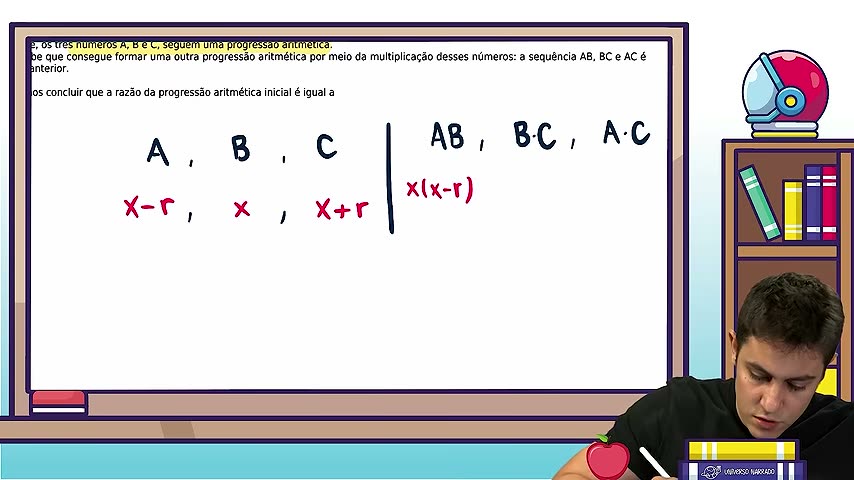 e, os três números A, B e C, seguem uma progressão aritmética.
be que consegue formar uma outra progressão aritmética por meio da multiplicação desses números: a sequência AB, BC e AC é
anterior.
os concluir que a razão da progressão aritmética inicial é igual a
A , B , C | AB , B·C , A·C
x-r , x , x+r | x(x-r)
UNIVERSO NARRADO